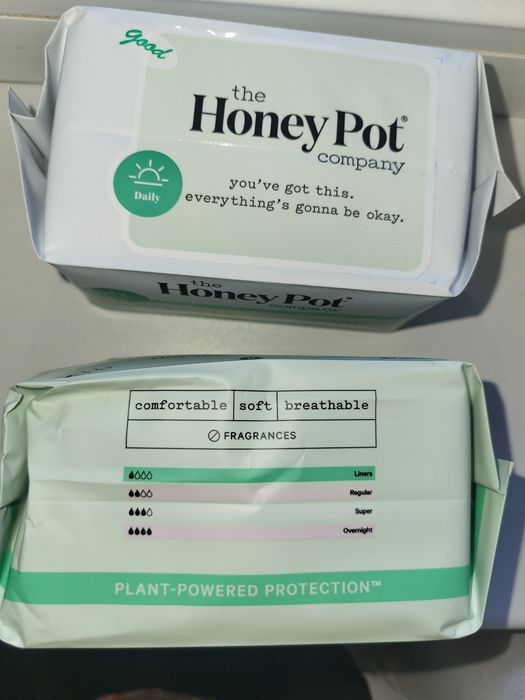 good
the
Honey Pot®
company
Daily
you've got this.
everything's gonna be okay.
the
Honey Pot®
company
comfortable soft breathable
FRAGRANCES
Liners
Regular
Super
Overnight
PLANT-POWERED PROTECTION™